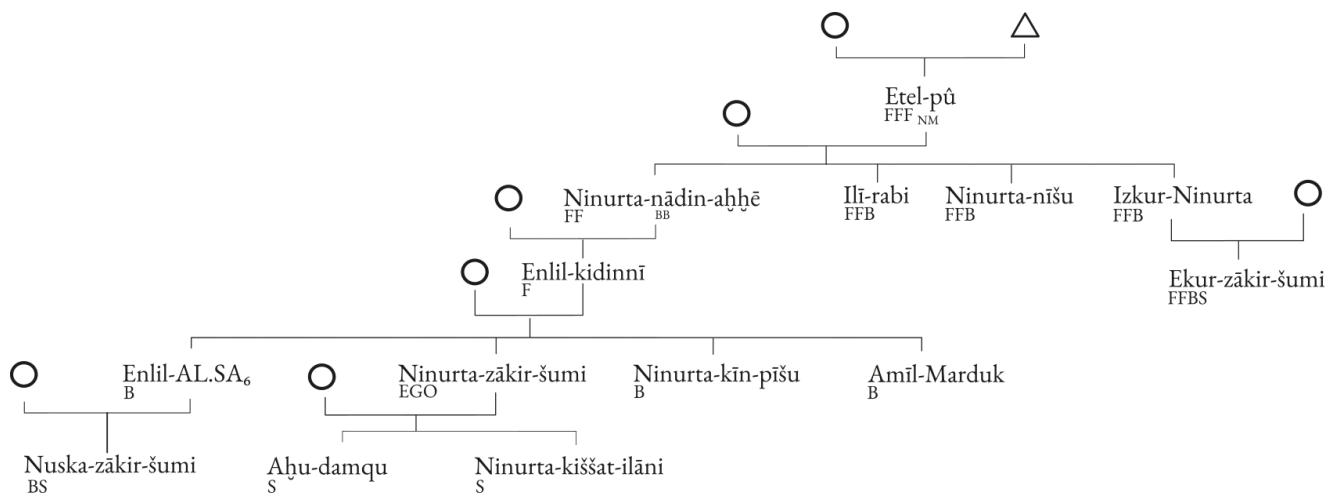 Etel-pû
FFF NM
Ninurta-nādin-aḫḫē
FF BB
Ilī-rabi
FFB
Ninurta-nīšu
FFB
Izkur-Ninurta
FFB
Enlil-kidinnī
F
Ekur-zākir-šumi
FFBS
Enlil-AL.SA₆
B
Ninurta-zākir-šumi
EGO
Ninurta-kīn-pīšu
B
Amīl-Marduk
B
Nuska-zākir-šumi
BS
Aḫu-damqu
S
Ninurta-kiššat-ilāni
S